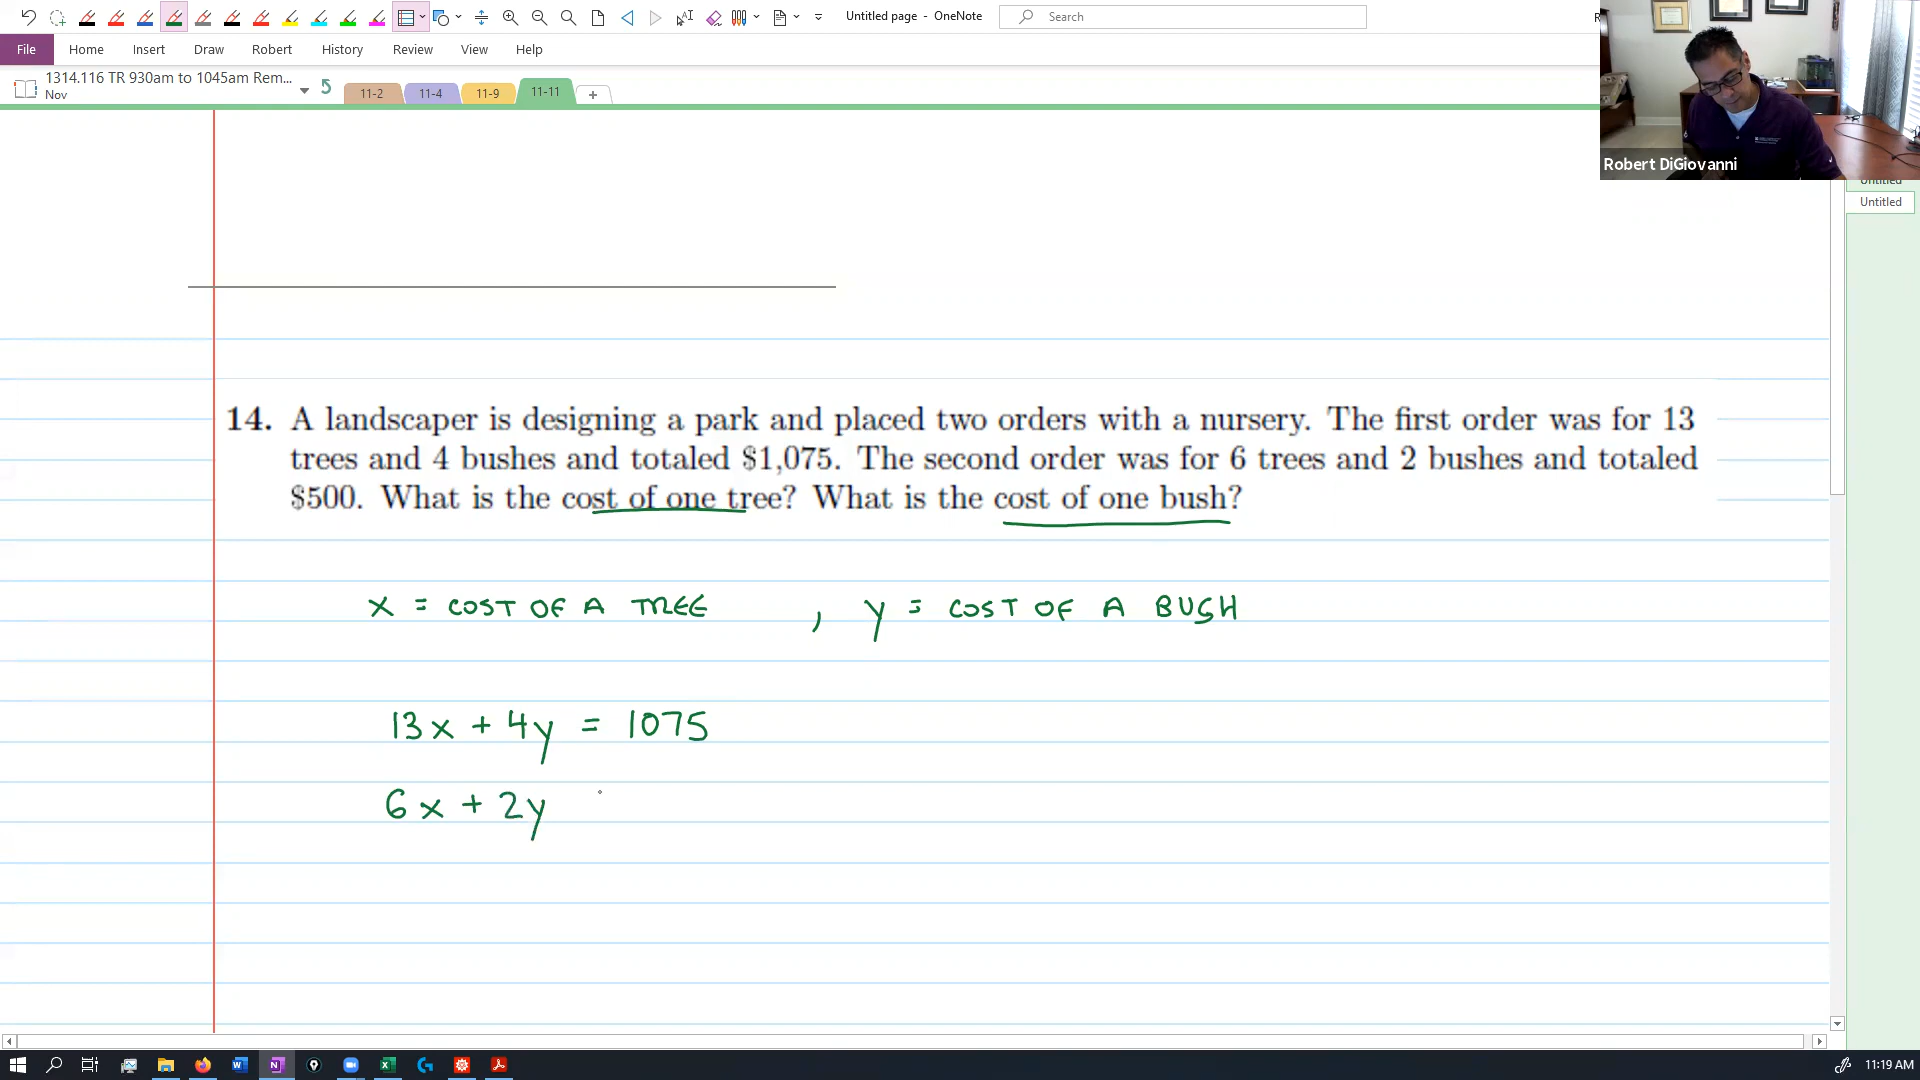 Untitled page - OneNote
Search
R
File
Home
Insert
Draw
Robert
History
Review
View
Help
1314.116 TR 930am to 1045am Rem...
Nov
11-2
11-4
11-9
11-11
Robert DiGiovanni
Untitled
Untitled
14. A landscaper is designing a park and placed two orders with a nursery. The first order was for 13
trees and 4 bushes and totaled $1,075. The second order was for 6 trees and 2 bushes and totaled
$500. What is the cost of one tree? What is the cost of one bush?
x = COST OF A TREE , y = COST OF A BUSH
13x + 4y = 1075
6x + 2y
11:19 AM